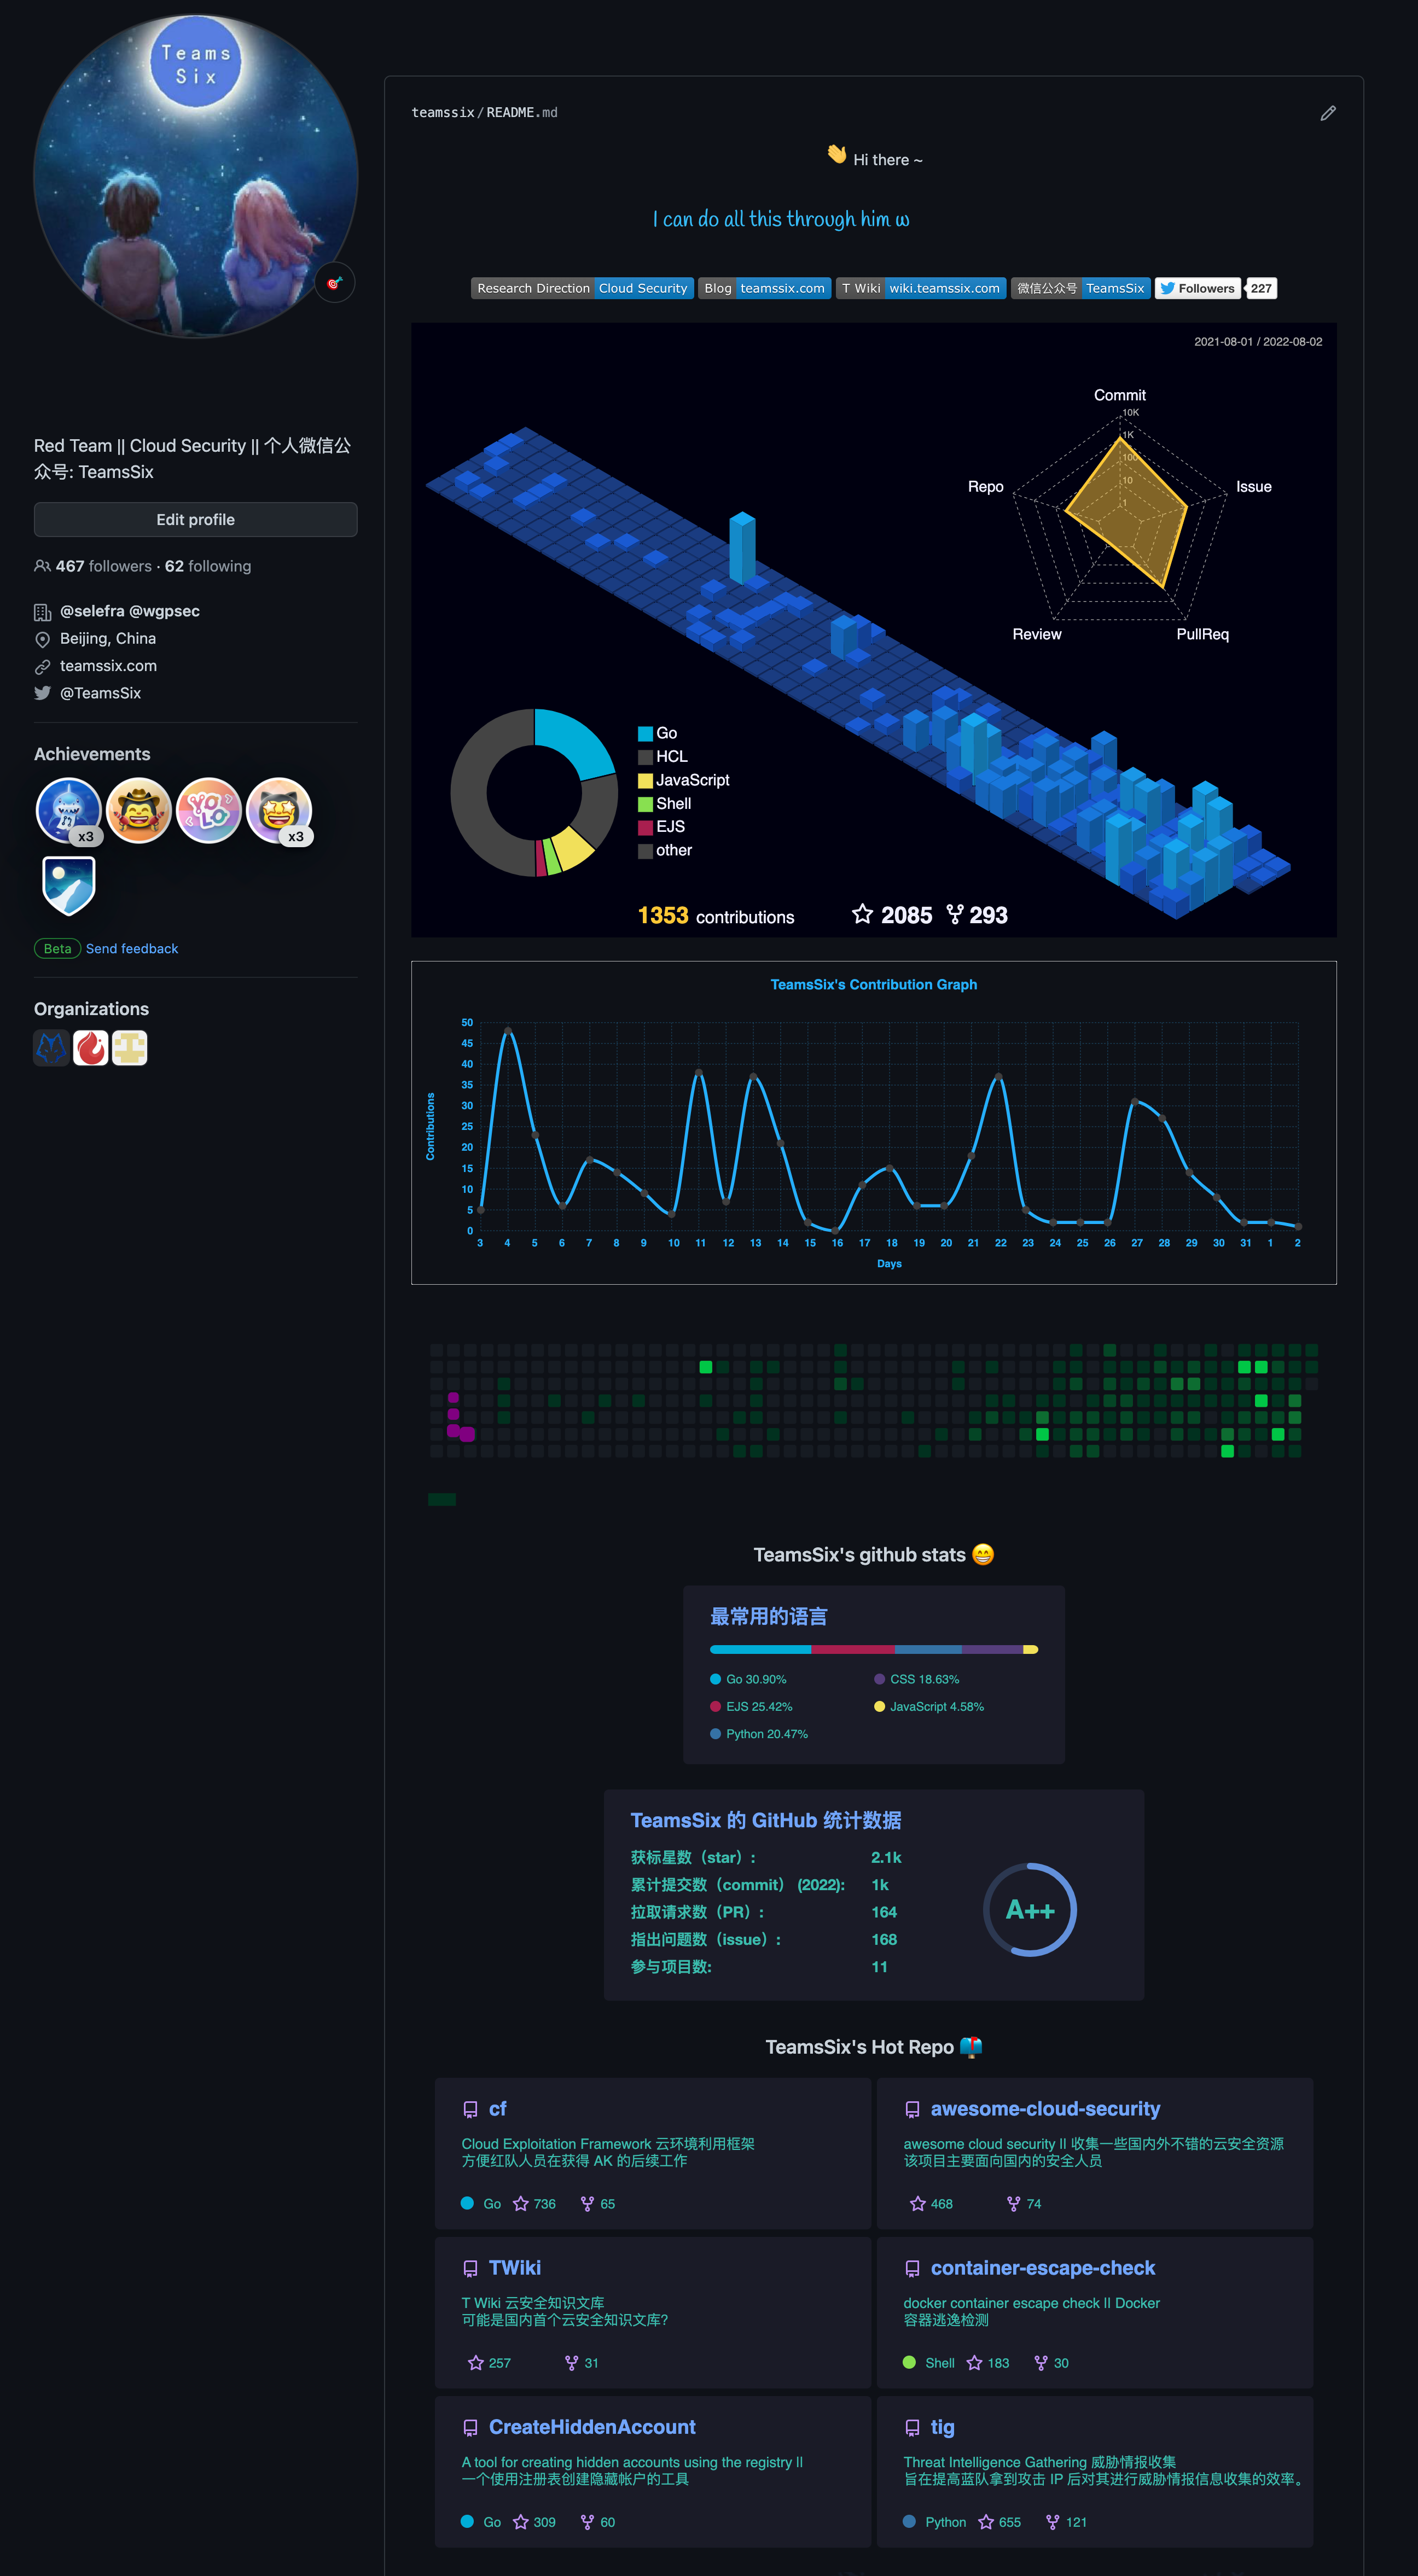 Teams
Six
Red Team || Cloud Security || 个人微信公
众号: TeamsSix
Edit profile
467 followers · 62 following
@selefra @wgpsec
Beijing, China
teamssix.com
@TeamsSix
Achievements
x3
x3
Beta Send feedback
Organizations
teamssix/README.md
👋 Hi there ~
I can do all this through him w
Research Direction Cloud Security Blog teamssix.com T Wiki wiki.teamssix.com 微信公众号 TeamsSix Followers 227
2021-08-01 / 2022-08-02
Commit
10K
1K
100
10
1
Repo
Issue
Review
PullReq
Go
HCL
JavaScript
Shell
EJS
other
1353 contributions 2085 293
TeamsSix's Contribution Graph
Contributions
50
45
40
35
30
25
20
15
10
5
0
3 4 5 6 7 8 9 10 11 12 13 14 15 16 17 18 19 20 21 22 23 24 25 26 27 28 29 30 31 1 2
Days
TeamsSix's github stats 😁
最常用的语言
Go 30.90%
EJS 25.42%
Python 20.47%
CSS 18.63%
JavaScript 4.58%
TeamsSix 的 GitHub 统计数据
获标星数（star）: 2.1k
累计提交数（commit） (2022): 1k
拉取请求数（PR）: 164
指出问题数（issue）: 168
参与项目数: 11
A++
TeamsSix's Hot Repo 📫
cf
Cloud Exploitation Framework 云环境利用框架
方便红队人员在获得 AK 的后续工作
Go 736 65
awesome-cloud-security
awesome cloud security || 收集一些国内外不错的云安全资源
该项目主要面向国内的安全人员
468 74
TWiki
T Wiki 云安全知识文库
可能是国内首个云安全知识文库?
257 31
container-escape-check
docker container escape check || Docker
容器逃逸检测
Shell 183 30
CreateHiddenAccount
A tool for creating hidden accounts using the registry ||
一个使用注册表创建隐藏帐户的工具
Go 309 60
tig
Threat Intelligence Gathering 威胁情报收集
旨在提高蓝队拿到攻击 IP 后对其进行威胁情报信息收集的效率。
Python 655 121